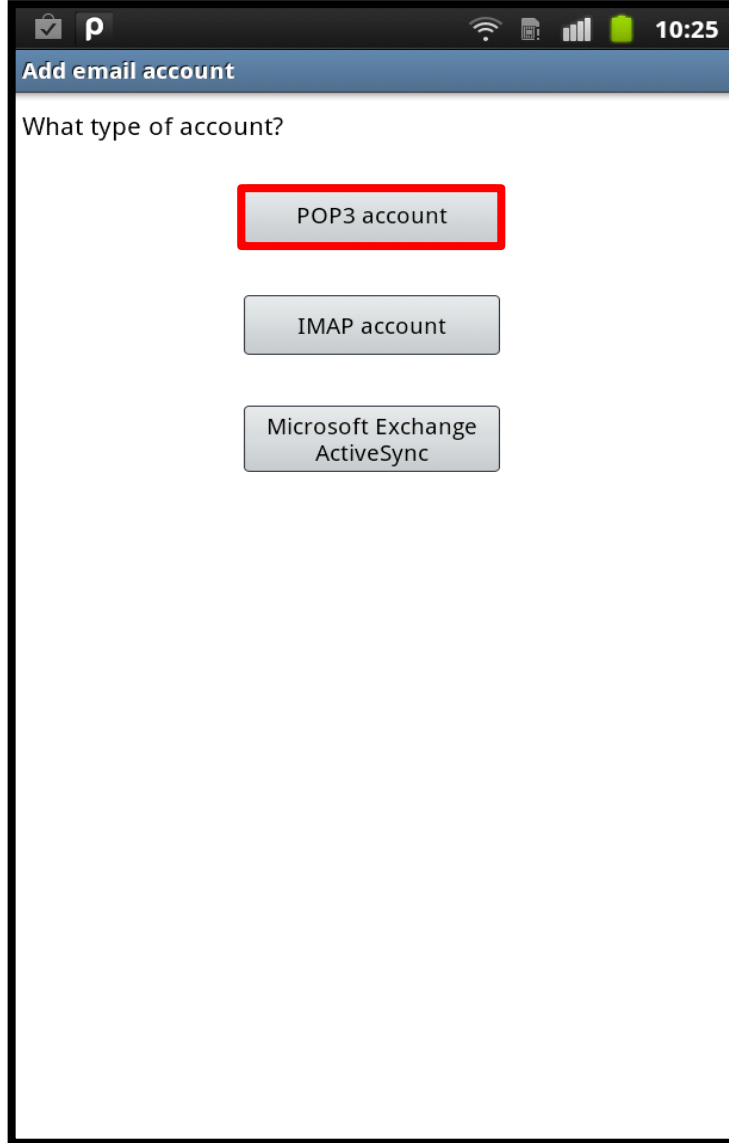 10:25
Add email account
What type of account?
POP3 account
IMAP account
Microsoft Exchange
ActiveSync